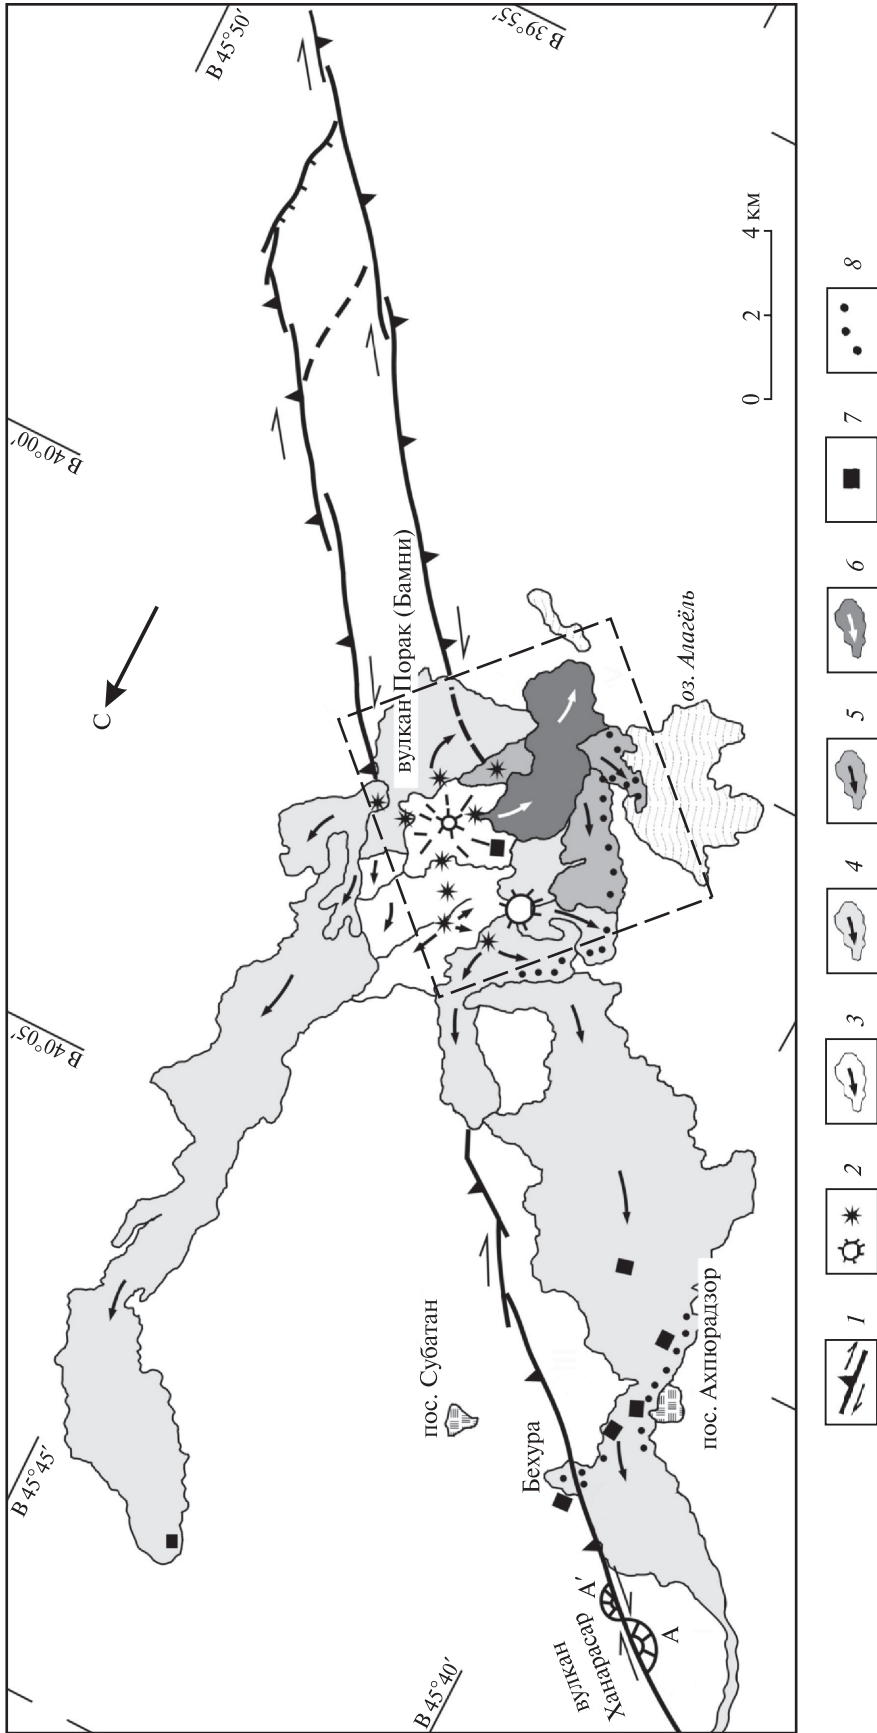 В 45°50′
В 39°55′
4 км
2
0
В 40°00′
С
вулкан Порак (Бамни)
оз. Алагёль
В 40°05′
пос. Субатан
Бехура
пос. Ахпюрадзор
В 45°45′
В 45°40′
вулкан
Ханарасар
А′
А
1
2
3
4
5
6
7
8